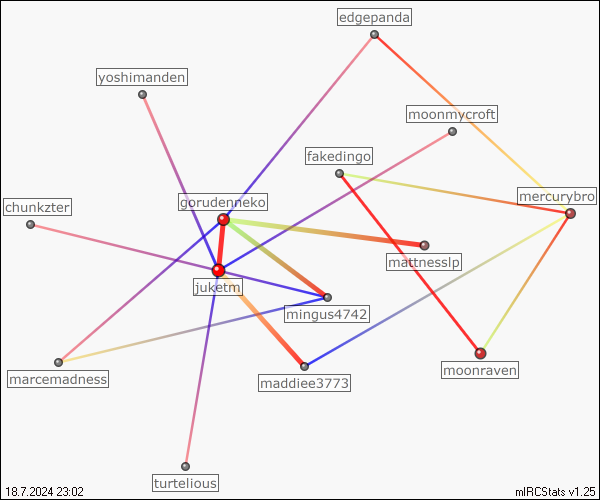 edgepanda
yoshimanden
moonmycroft
fakedingo
mercurybro
gorudenneko
chunkzter
mattnesslp
juketm
mingus4742
moonraven
marcemadness
maddiee3773
turtelious
18.7.2024 23:02
mIRCStats v1.25